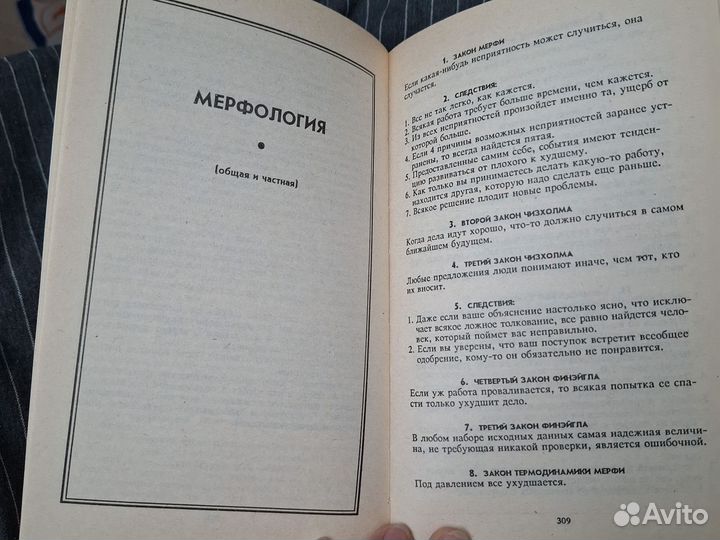 МЕРФОЛОГИЯ
(общая и частная)
1. ЗАКОН МЕРФИ
Если какая-нибудь неприятность может случиться, она
случается.
2. СЛЕДСТВИЯ:
1. Все не так легко, как кажется.
2. Всякая работа требует больше времени, чем кажется.
3. Из всех неприятностей произойдет именно та, ущерб от
которой больше.
4. Если 4 причины возможных неприятностей заранее уст-
ранены, то всегда найдется пятая.
5. Предоставленные самим себе, события имеют тенден-
цию развиваться от плохого к худшему.
6. Как только вы принимаетесь делать какую-то работу,
находится другая, которую надо сделать еще раньше.
7. Всякое решение плодит новые проблемы.
3. ВТОРОЙ ЗАКОН ЧИЗХОЛМА
Когда дела идут хорошо, что-то должно случиться в самом
ближайшем будущем.
4. ТРЕТИЙ ЗАКОН ЧИЗХОЛМА
Любые предложения люди понимают иначе, чем тот, кто
их вносит.
5. СЛЕДСТВИЯ:
1. Даже если ваше объяснение настолько ясно, что исклю-
чает всякое ложное толкование, все равно найдется чело-
век, который поймет вас неправильно.
2. Если вы уверены, что ваш поступок встретит всеобщее
одобрение, кому-то он обязательно не понравится.
6. ЧЕТВЕРТЫЙ ЗАКОН ФИНЭЙГЛА
Если уж работа проваливается, то всякая попытка ее спа-
сти только ухудшит дело.
7. ТРЕТИЙ ЗАКОН ФИНЭЙГЛА
В любом наборе исходных данных самая надежная величи-
на, не требующая никакой проверки, является ошибочной.
8. ЗАКОН ТЕРМОДИНАМИКИ МЕРФИ
Под давлением все ухудшается.
309
Avito